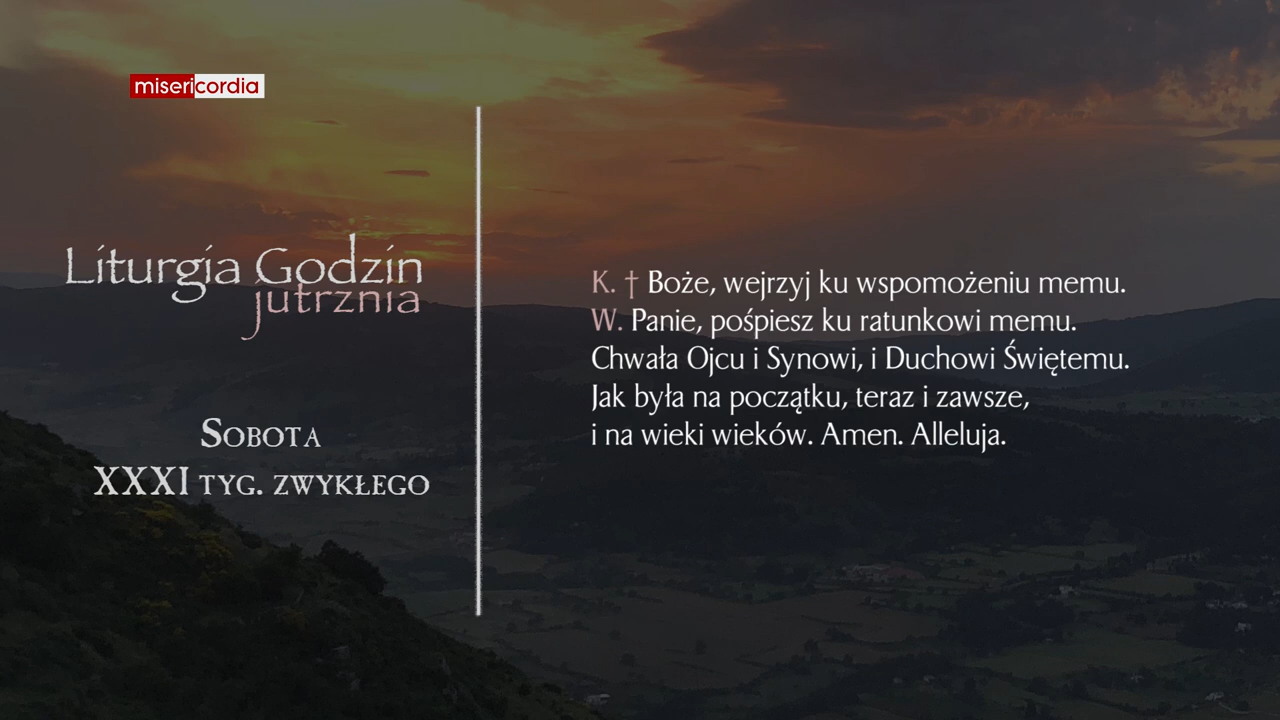 misericordia
Liturgia Godzin
jutrznia
Sobota
XXXI tyg. zwykłego
K. † Boże, wejrzyj ku wspomożeniu memu.
W. Panie, pośpiesz ku ratunkowi memu.
Chwała Ojcu i Synowi, i Duchowi Świętemu.
Jak była na początku, teraz i zawsze,
i na wieki wieków. Amen. Alleluja.